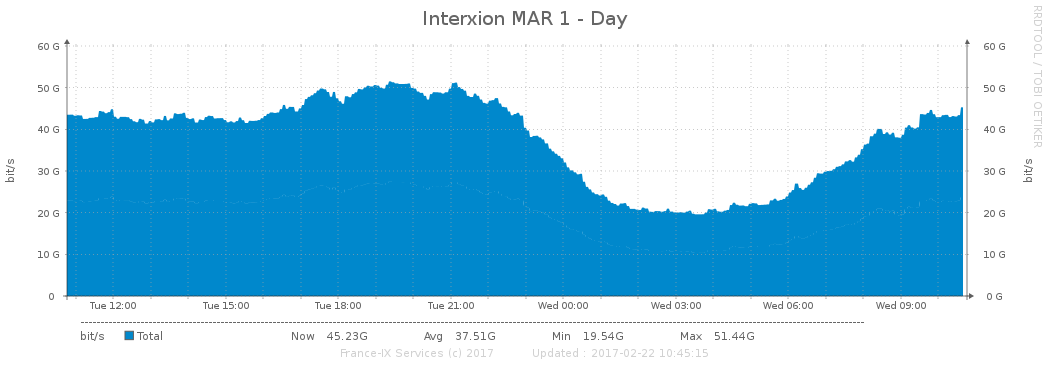 Interxion MAR 1 - Day
RRDTOOL / TOBI OETIKER
60 G 60 G
50 G 50 G
40 G 40 G
30 G 30 G
20 G 20 G
10 G 10 G
0 0 G
bit/s
bit/s
Tue 12:00 Tue 15:00 Tue 18:00 Tue 21:00 Wed 00:00 Wed 03:00 Wed 06:00 Wed 09:00
bit/s Total Now 45.23G Avg 37.51G Min 19.54G Max 51.44G
France-IX Services (c) 2017 Updated : 2017-02-22 10:45:15